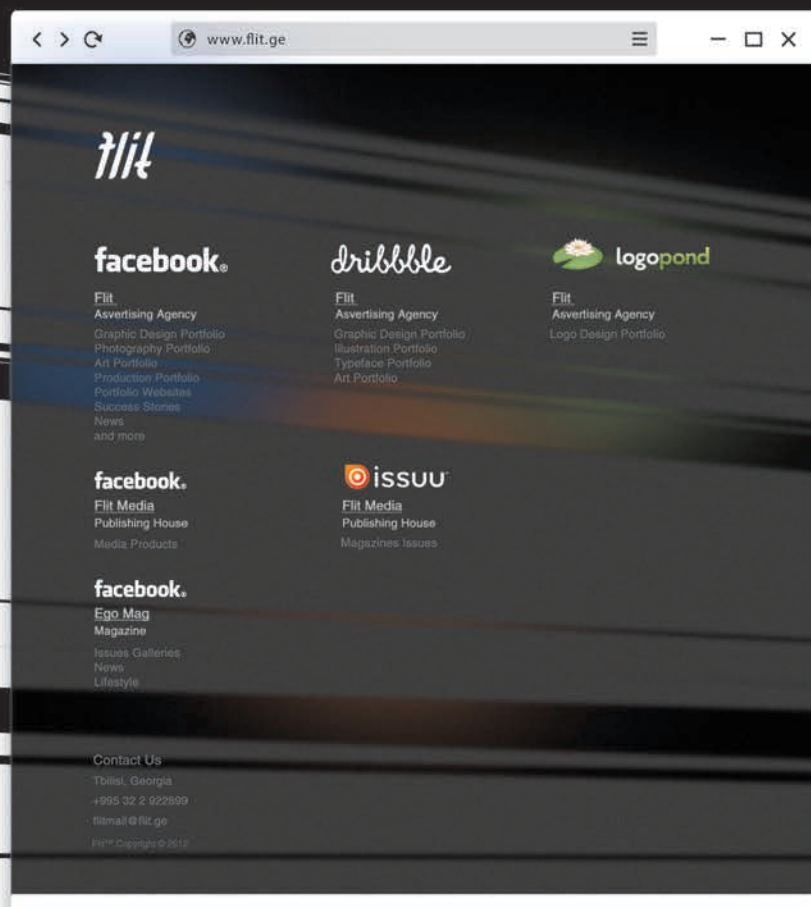 www.flit.ge
flit
facebook®
Flit
Asvertising Agency
Graphic Design Portfolio
Photography Portfolio
Art Portfolio
Production Portfolio
Portfolio Websites
Success Stories
News
and more
dribbble
Flit
Asvertising Agency
Graphic Design Portfolio
Illustration Portfolio
Typeface Portfolio
Art Portfolio
logopond
Flit
Asvertising Agency
Logo Design Portfolio
facebook®
Flit Media
Publishing House
Media Products
issuu™
Flit Media
Publishing House
Magazines Issues
facebook®
Ego Mag
Magazine
Issues Galleries
News
Lifestyle
Contact Us
Tbilisi, Georgia
+995 32 2 922899
flitmail@flit.ge
Flit™ Copyright © 2012